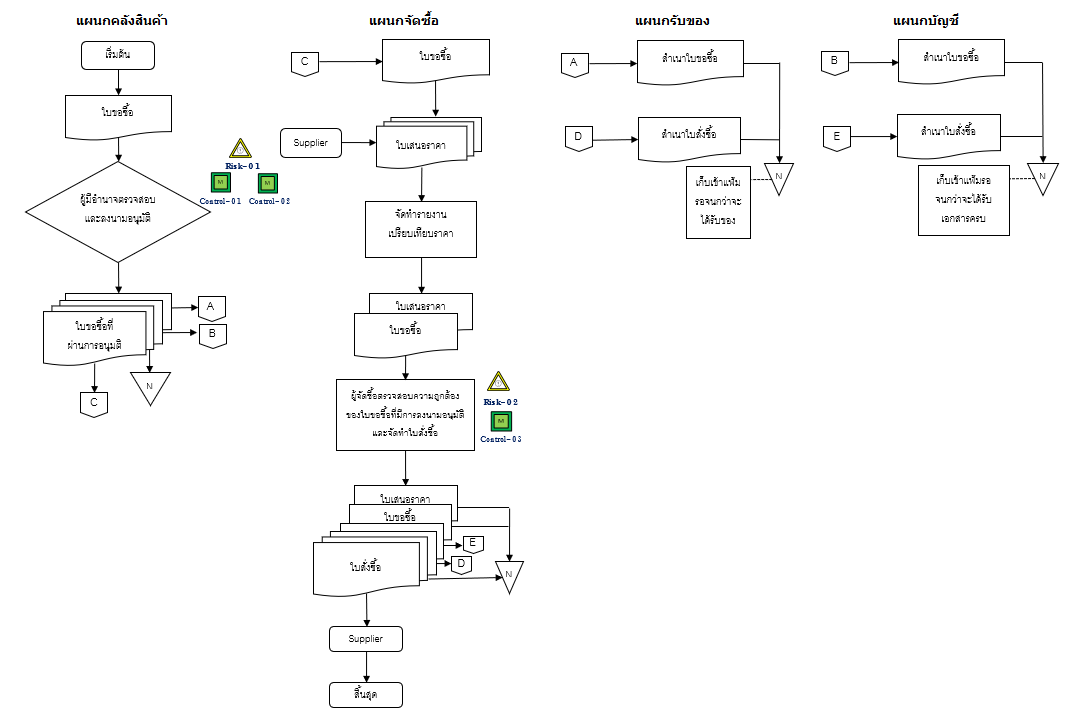 แผนกคลังสินค้า
เริ่มต้น
ใบขอซื้อ
Risk-01
M
M
Control-01
Control-02
ผู้มีอำนาจตรวจสอบ
และลงนามอนุมัติ
A
B
ใบขอซื้อที่
ผ่านการอนุมติ
N
C
แผนกจัดซื้อ
C
ใบขอซื้อ
Supplier
ใบเสนอราคา
จัดทำรายงาน
เปรียบเทียบราคา
ใบเสนอราคา
ใบขอซื้อ
ผู้จัดซื้อตรวจสอบความถูกต้อง
ของใบขอซื้อที่มีการลงนามอนุมัติ
และจัดทำใบสั่งซื้อ
Risk-02
M
Control-03
ใบเสนอราคา
ใบขอซื้อ
E
D
ใบสั่งซื้อ
N
Supplier
สิ้นสุด
แผนกรับของ
A
สำเนาใบขอซื้อ
D
สำเนาใบสั่งซื้อ
N
เก็บเข้าแฟ้ม
รอจนกว่าจะ
ได้รับของ
แผนกบัญชี
B
สำเนาใบขอซื้อ
E
สำเนาใบสั่งซื้อ
N
เก็บเข้าแฟ้มรอ
จนกว่าจะได้รับ
เอกสารครบ